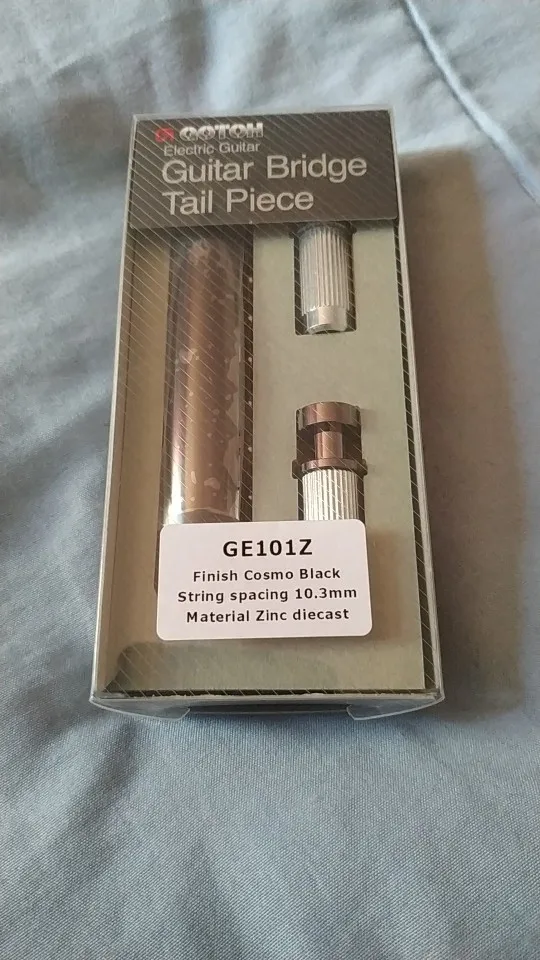 GOTOH
Electric Guitar
Guitar Bridge
Tail Piece
GE101Z
Finish Cosmo Black
String spacing 10.3mm
Material Zinc diecast